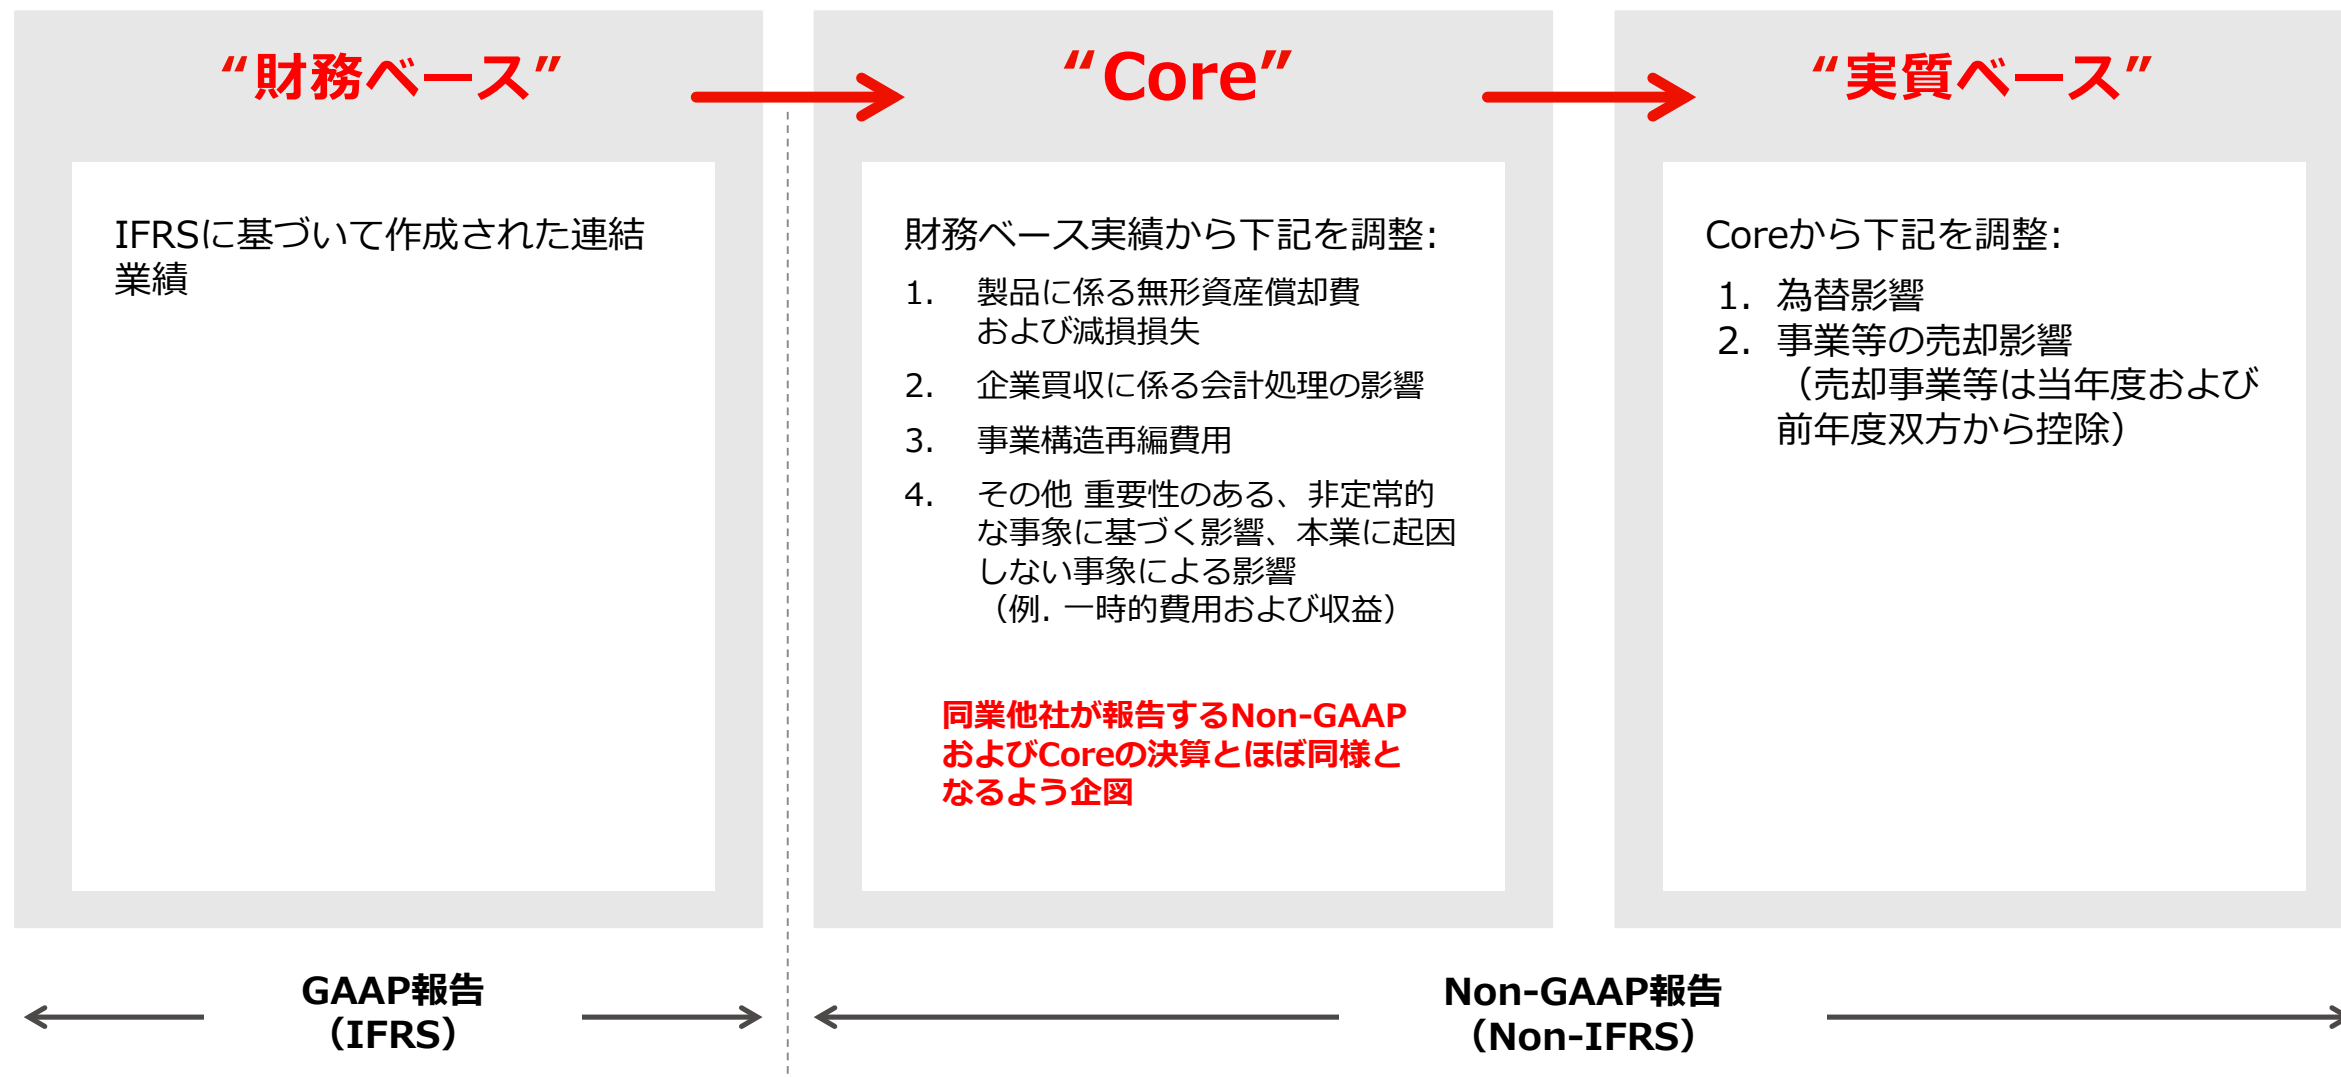 “財務ベース”
IFRSに基づいて作成された連結
業績
“Core”
財務ベース実績から下記を調整:
1. 製品に係る無形資産償却費
および減損損失
2. 企業買収に係る会計処理の影響
3. 事業構造再編費用
4. その他 重要性のある、非定常的
な事象に基づく影響、本業に起因
しない事象による影響
（例. 一時的費用および収益）
同業他社が報告するNon-GAAP
およびCoreの決算とほぼ同様と
なるよう企図
“実質ベース”
Coreから下記を調整:
1. 為替影響
2. 事業等の売却影響
（売却事業等は当年度および
前年度双方から控除）
GAAP報告
（IFRS）
Non-GAAP報告
（Non-IFRS）